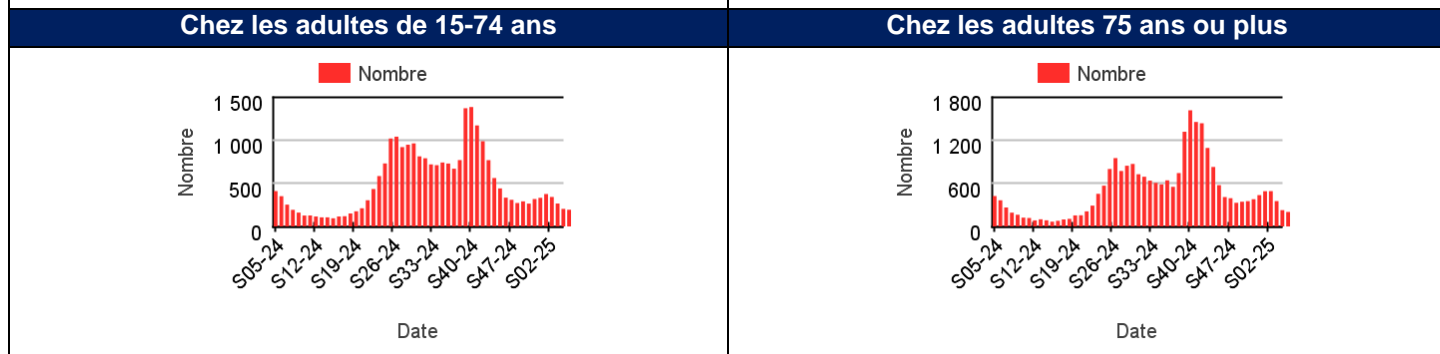 Chez les adultes de 15-74 ans
Nombre
1 500
1 000
500
0
Nombre
S05-24
S12-24
S19-24
S26-24
S33-24
S40-24
S47-24
S02-25
Date
Chez les adultes 75 ans ou plus
Nombre
1 800
1 200
600
0
Nombre
S05-24
S12-24
S19-24
S26-24
S33-24
S40-24
S47-24
S02-25
Date